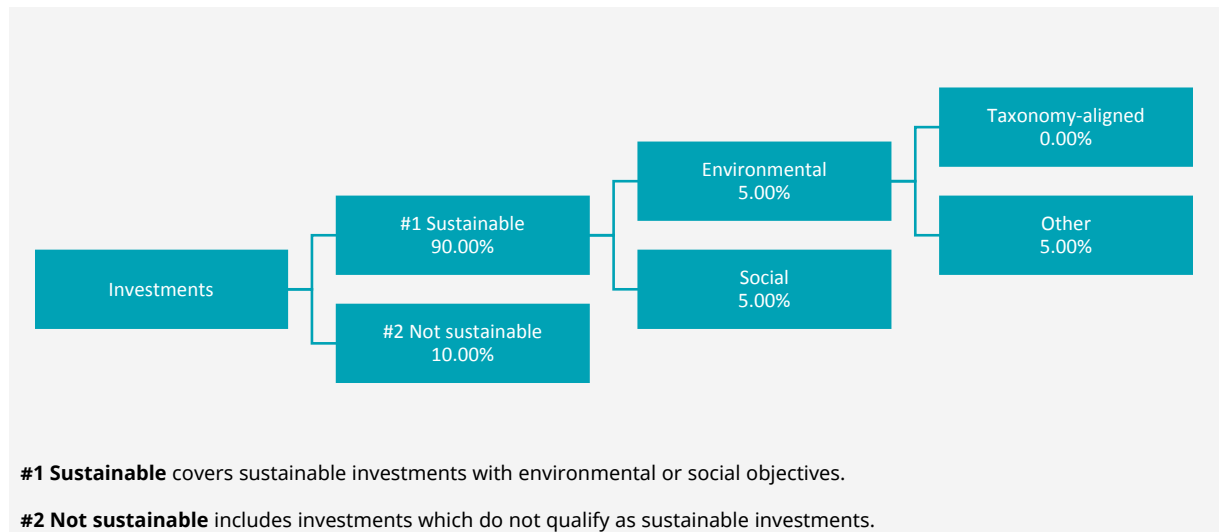 Taxonomy-aligned
0.00%
Environmental
5.00%
#1 Sustainable
90.00%
Other
5.00%
Investments
Social
5.00%
#2 Not sustainable
10.00%
#1 Sustainable covers sustainable investments with environmental or social objectives.
#2 Not sustainable includes investments which do not qualify as sustainable investments.